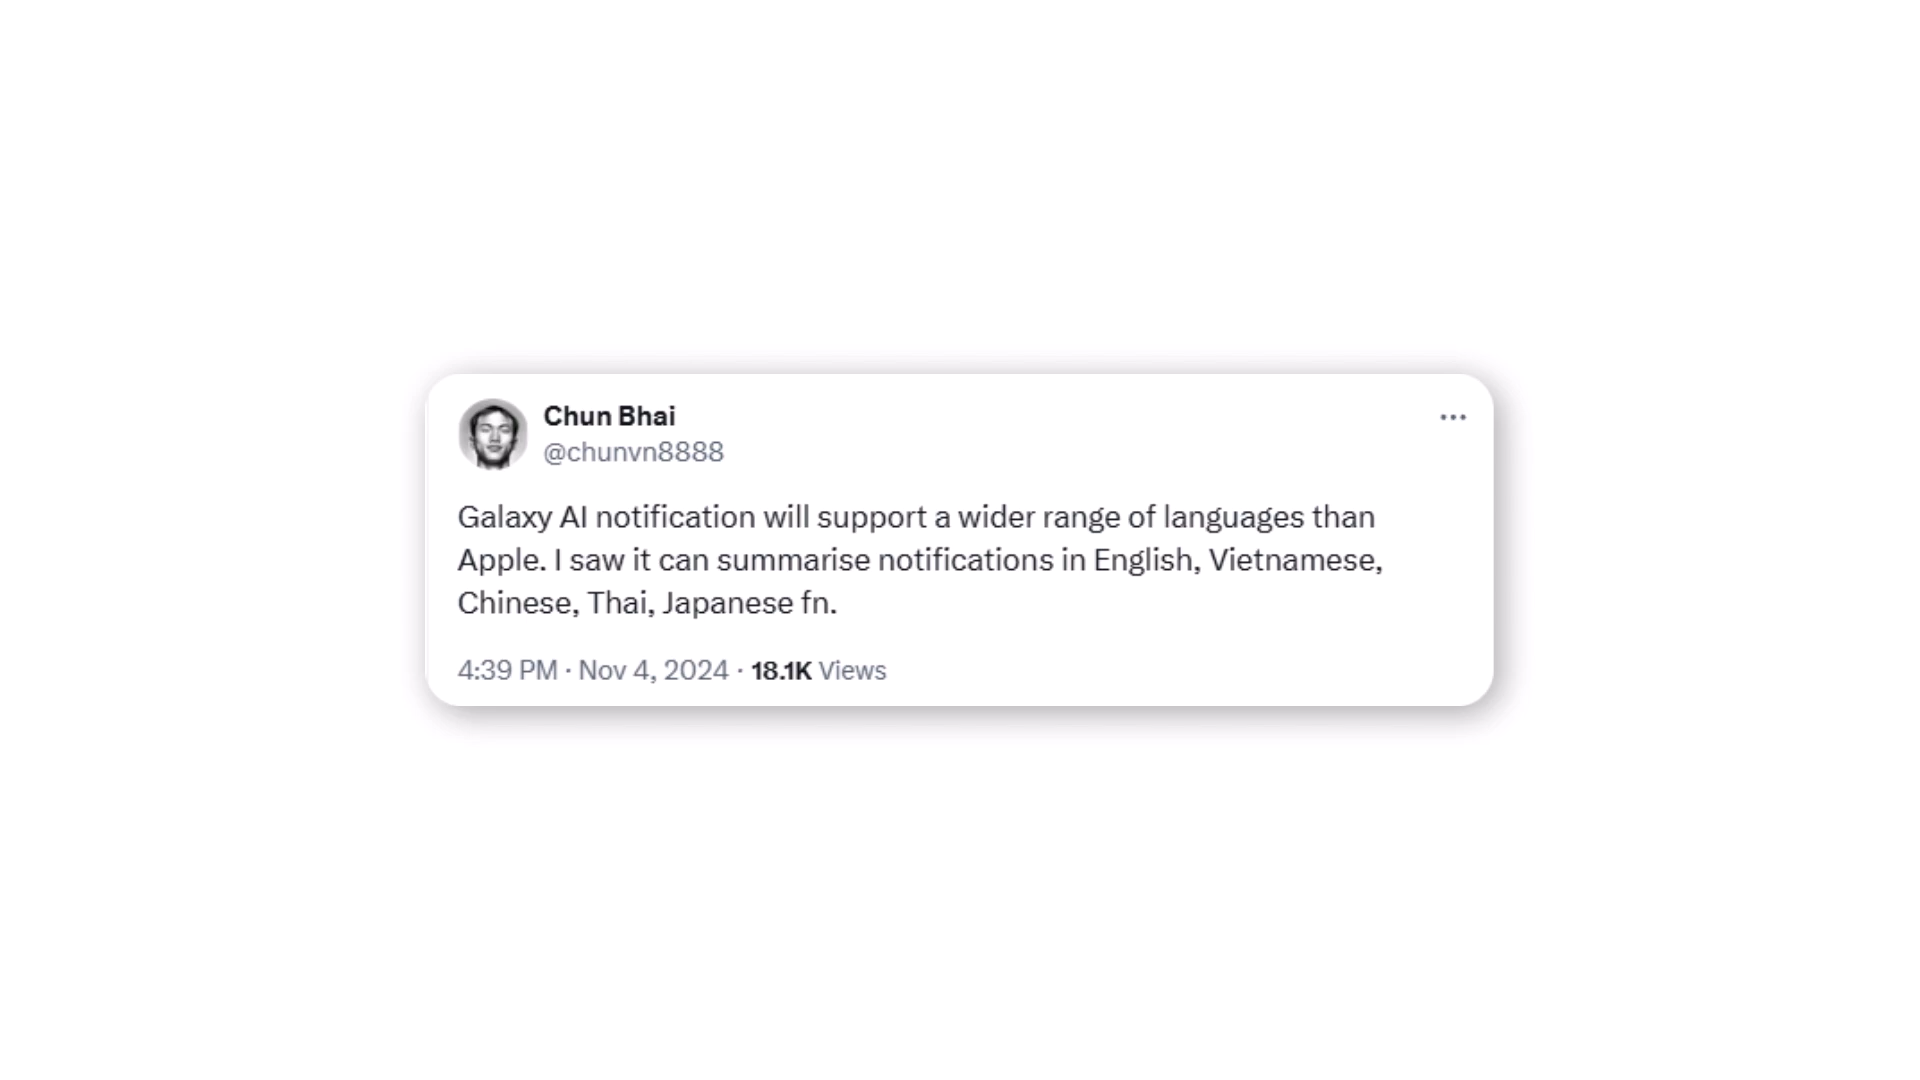 Chun Bhai
@chunvn8888
Galaxy AI notification will support a wider range of languages than
Apple. I saw it can summarise notifications in English, Vietnamese,
Chinese, Thai, Japanese fn.
4:39 PM · Nov 4, 2024 · 18.1K Views